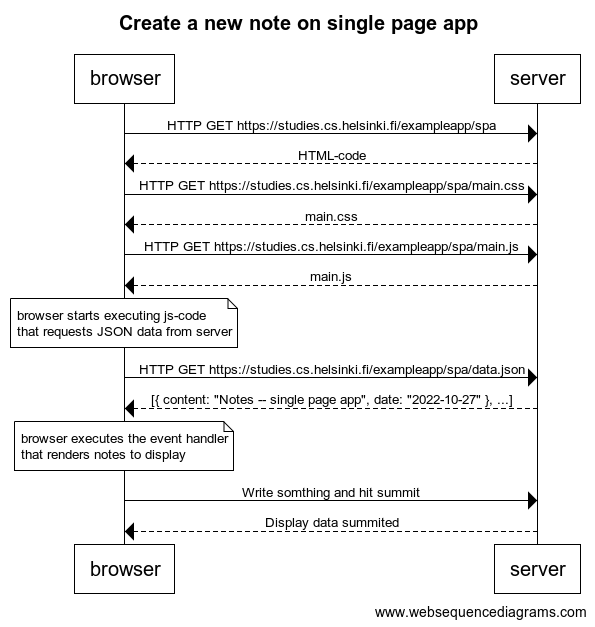 Create a new note on single page app
browser
server
HTTP GET https://studies.cs.helsinki.fi/exampleapp/spa
HTML-code
HTTP GET https://studies.cs.helsinki.fi/exampleapp/spa/main.css
main.css
HTTP GET https://studies.cs.helsinki.fi/exampleapp/spa/main.js
main.js
browser starts executing js-code
that requests JSON data from server
HTTP GET https://studies.cs.helsinki.fi/exampleapp/spa/data.json
[{ content: "Notes -- single page app", date: "2022-10-27" }, ...]
browser executes the event handler
that renders notes to display
Write somthing and hit summit
Display data summited
browser
server
www.websequencediagrams.com